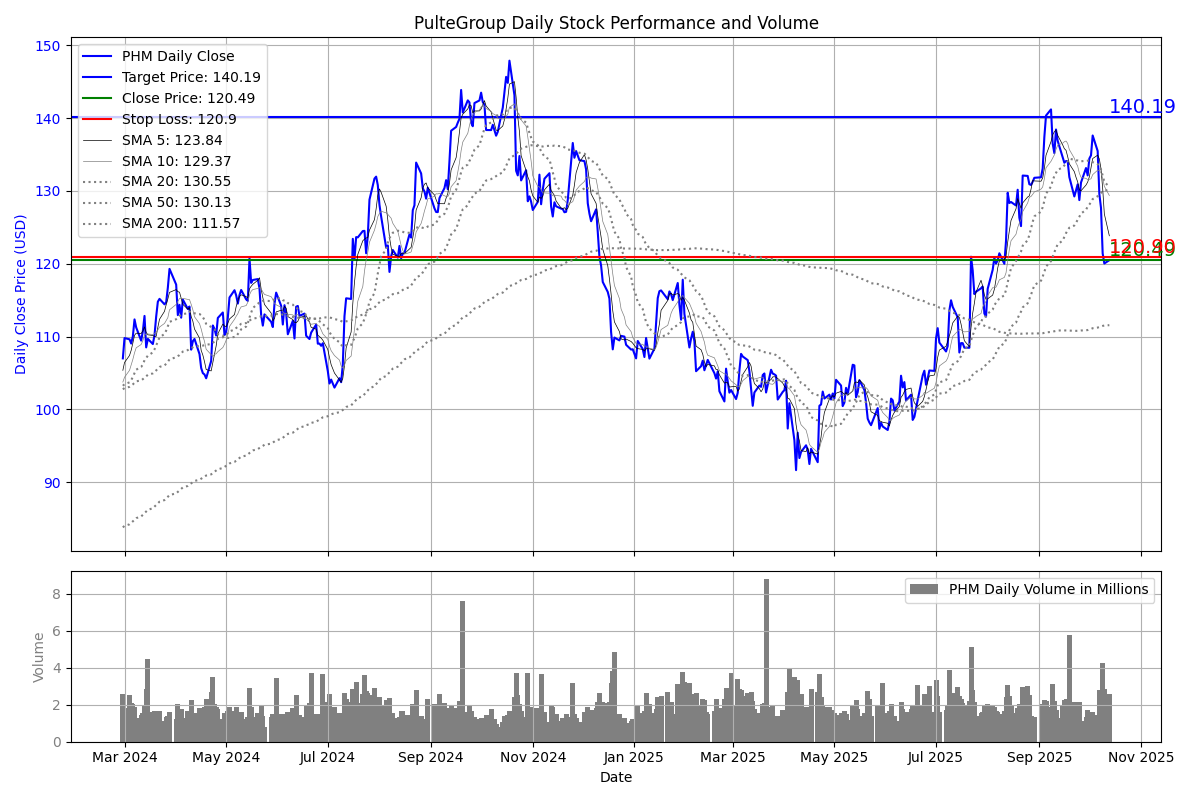 PulteGroup Daily Stock Performance and Volume
PHM Daily Close
Target Price: 140.19
Close Price: 120.49
Stop Loss: 120.9
SMA 5: 123.84
SMA 10: 129.37
SMA 20: 130.55
SMA 50: 130.13
SMA 200: 111.57
150
140
130
120
110
100
90
Daily Close Price (USD)
140.19
120.90
120.49
PHM Daily Volume in Millions
8
6
4
2
0
Volume
Mar 2024 May 2024 Jul 2024 Sep 2024 Nov 2024 Jan 2025 Mar 2025 May 2025 Jul 2025 Sep 2025 Nov 2025
Date